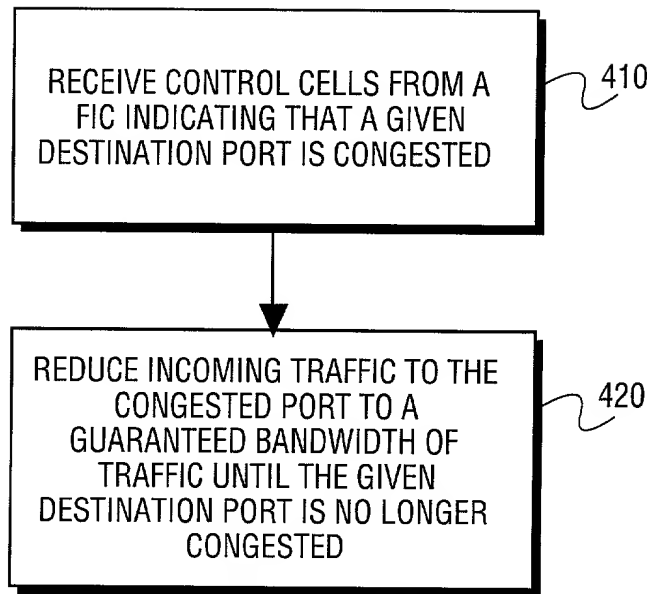 RECEIVE CONTROL CELLS FROM A
FIC INDICATING THAT A GIVEN
DESTINATION PORT IS CONGESTED
410
REDUCE INCOMING TRAFFIC TO THE
CONGESTED PORT TO A
GUARANTEED BANDWIDTH OF
TRAFFIC UNTIL THE GIVEN
DESTINATION PORT IS NO LONGER
CONGESTED
420